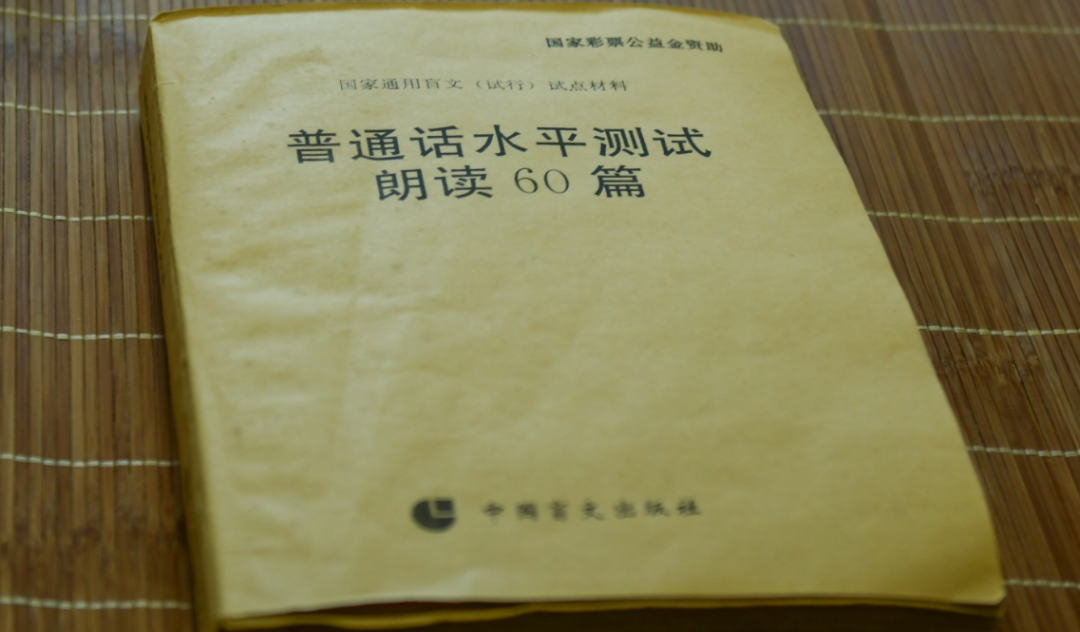 国家彩票公益金资助
国家通用盲文（试行）试点材料
普通话水平测试
朗读 60 篇
中国盲文出版社